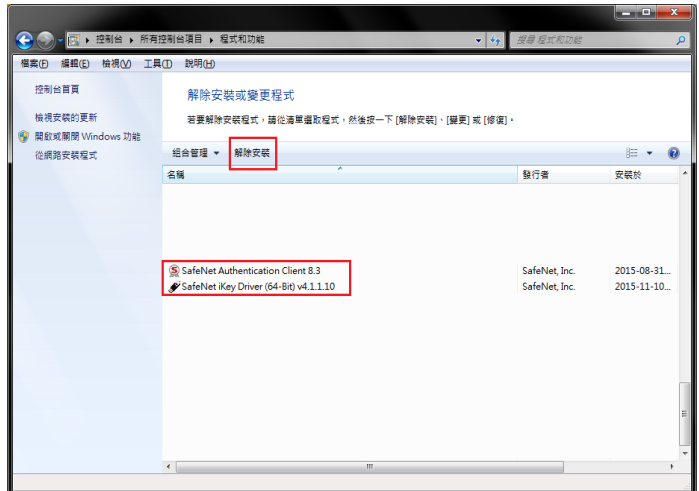 控制台 ▸ 所有控制台項目 ▸ 程式和功能
搜尋 程式和功能
檔案(F) 編輯(E) 檢視(V) 工具(T) 說明(H)
控制台首頁
檢視安裝的更新
開啟或關閉 Windows 功能
從網路安裝程式
解除安裝或變更程式
若要解除安裝程式，請從清單選取程式，然後按一下 [解除安裝]、[變更] 或 [修復]。
組合管理 解除安裝
名稱 發行者 安裝於
SafeNet Authentication Client 8.3 SafeNet, Inc. 2015-08-31...
SafeNet iKey Driver (64-Bit) v4.1.1.10 SafeNet, Inc. 2015-11-10...